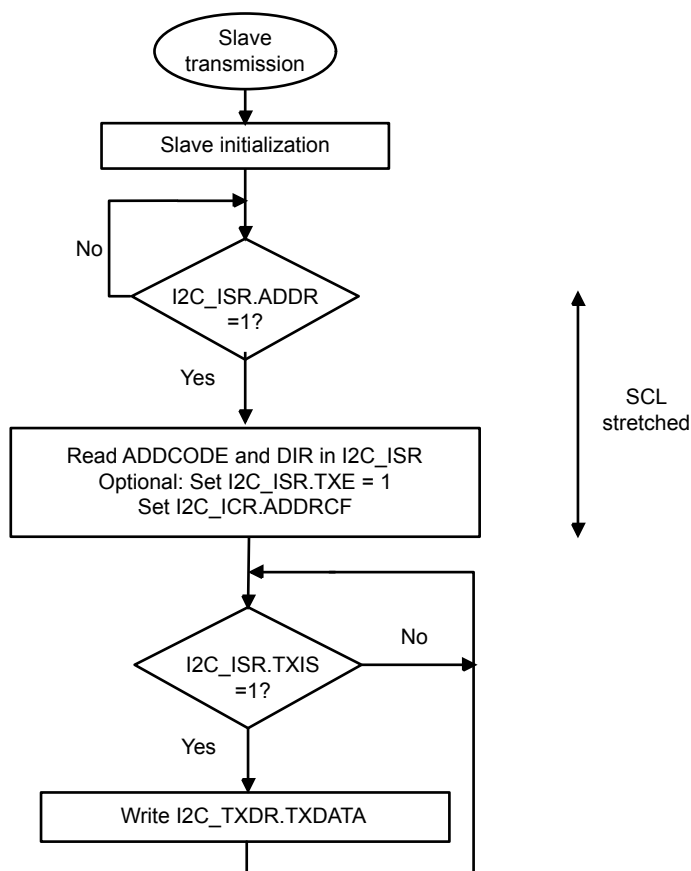 Slave
transmission
Slave initialization
No
I2C_ISR.ADDR
=1?
Yes
SCL
stretched
Read ADDCODE and DIR in I2C_ISR
Optional: Set I2C_ISR.TXE = 1
Set I2C_ICR.ADDRCF
No
I2C_ISR.TXIS
=1?
Yes
Write I2C_TXDR.TXDATA